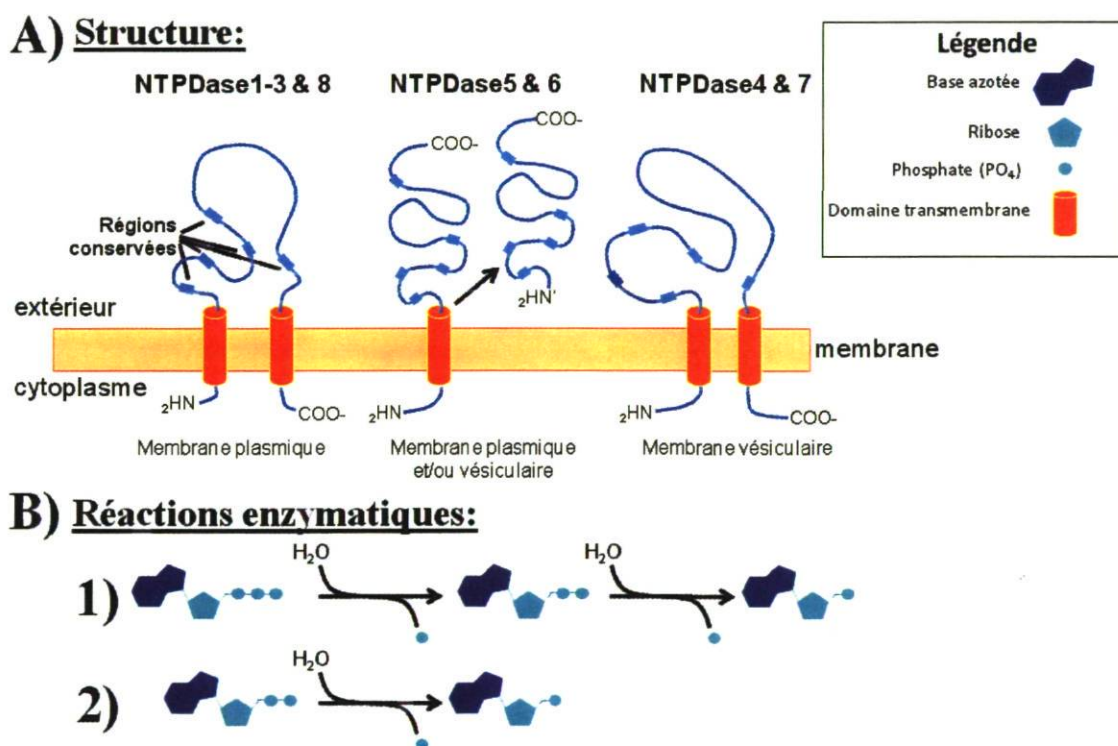 A) Structure:
NTPDase1-3 & 8
NTPDase5 & 6
NTPDase4 & 7
Légende
Base azotée
Ribose
Phosphate (PO₄)
Domaine transmembrane
COO-
COO-
Régions
conservées
₂HN'
extérieur
membrane
cytoplasme
₂HN
COO-
₂HN
₂HN
COO-
Membrane plasmique
Membrane plasmique
et/ou vésiculaire
Membrane vésiculaire
B) Réactions enzymatiques:
1)
H₂O
H₂O
2)
H₂O